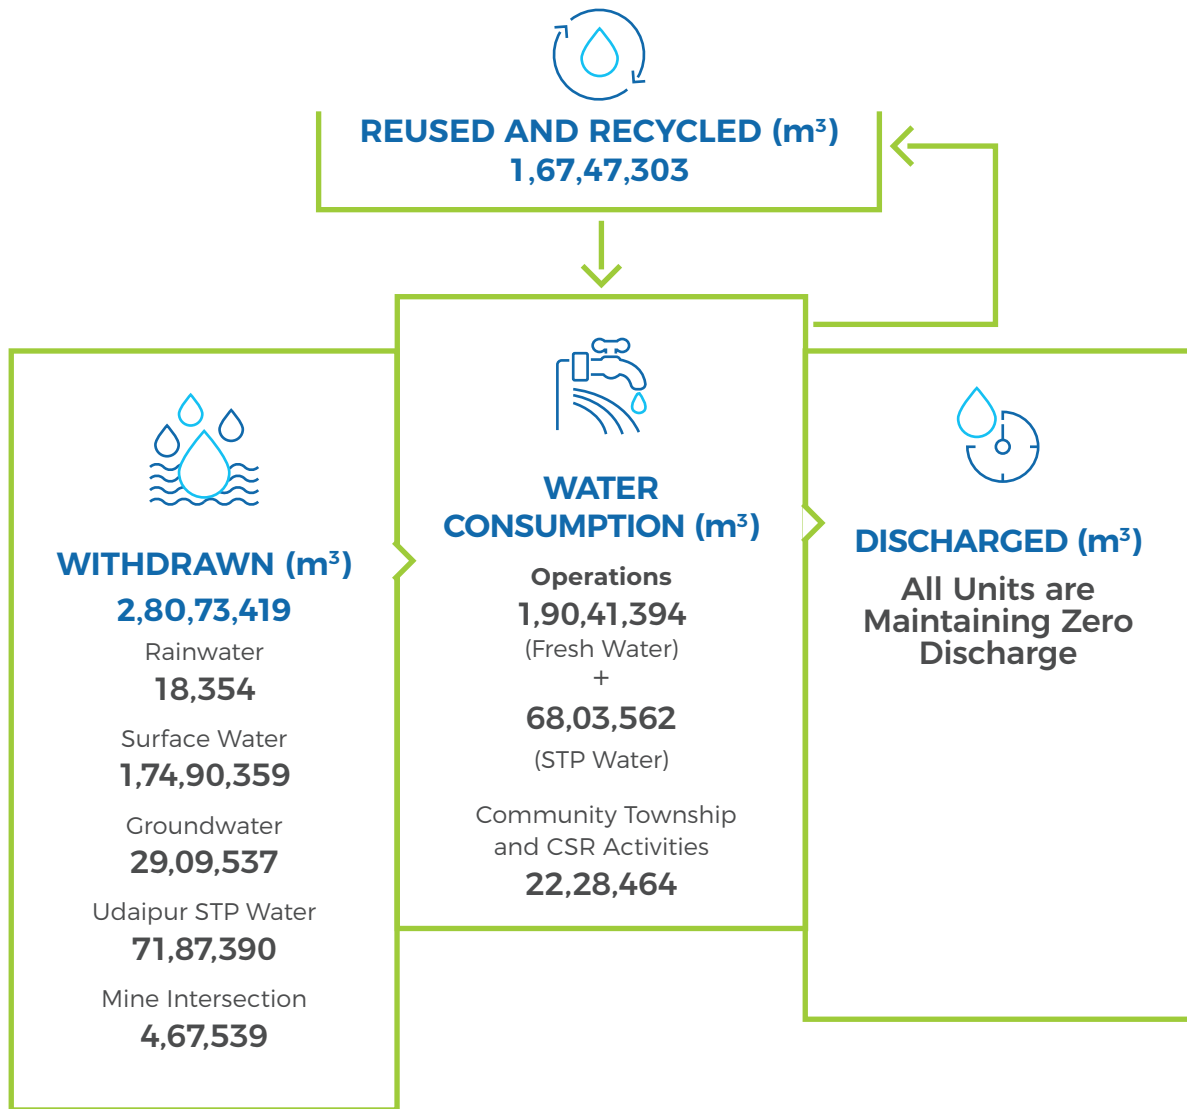 REUSED AND RECYCLED (m³)
1,67,47,303
WITHDRAWN (m³)
2,80,73,419
Rainwater
18,354
Surface Water
1,74,90,359
Groundwater
29,09,537
Udaipur STP Water
71,87,390
Mine Intersection
4,67,539
WATER
CONSUMPTION (m³)
Operations
1,90,41,394
(Fresh Water)
+
68,03,562
(STP Water)
Community Township
and CSR Activities
22,28,464
DISCHARGED (m³)
All Units are
Maintaining Zero
Discharge